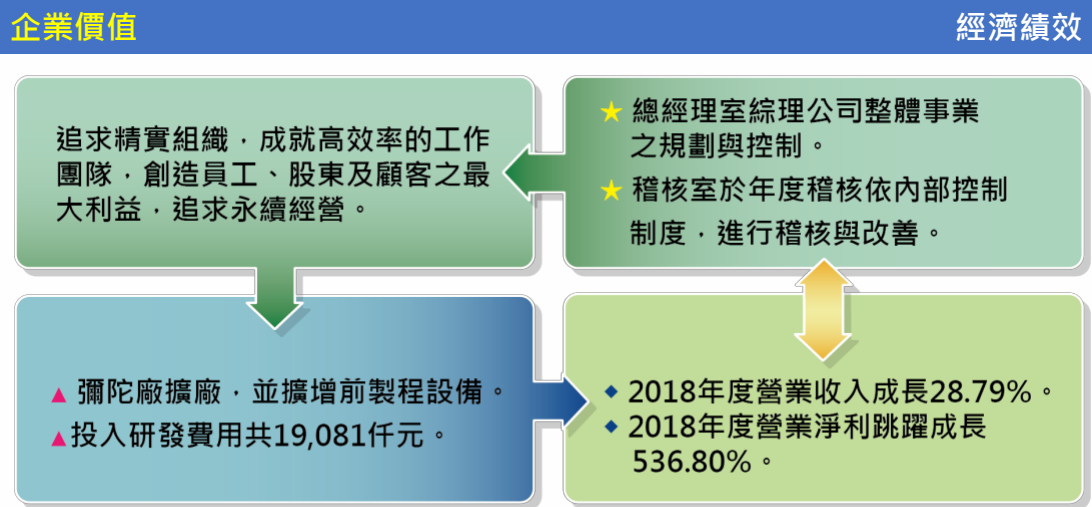 企業價值
經濟績效
追求精實組織，成就高效率的工作
團隊，創造員工、股東及顧客之最
大利益，追求永續經營。
★ 總經理室綜理公司整體事業
之規劃與控制。
★ 稽核室於年度稽核依內部控制
制度，進行稽核與改善。
▲ 彌陀廠擴廠，並擴增前製程設備。
▲投入研發費用共19,081仟元。
◆ 2018年度營業收入成長28.79%。
◆ 2018年度營業淨利跳躍成長
536.80%。